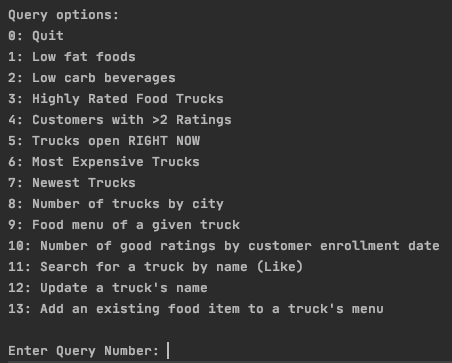 Query options:
0: Quit
1: Low fat foods
2: Low carb beverages
3: Highly Rated Food Trucks
4: Customers with >2 Ratings
5: Trucks open RIGHT NOW
6: Most Expensive Trucks
7: Newest Trucks
8: Number of trucks by city
9: Food menu of a given truck
10: Number of good ratings by customer enrollment date
11: Search for a truck by name (Like)
12: Update a truck's name
13: Add an existing food item to a truck's menu
Enter Query Number: